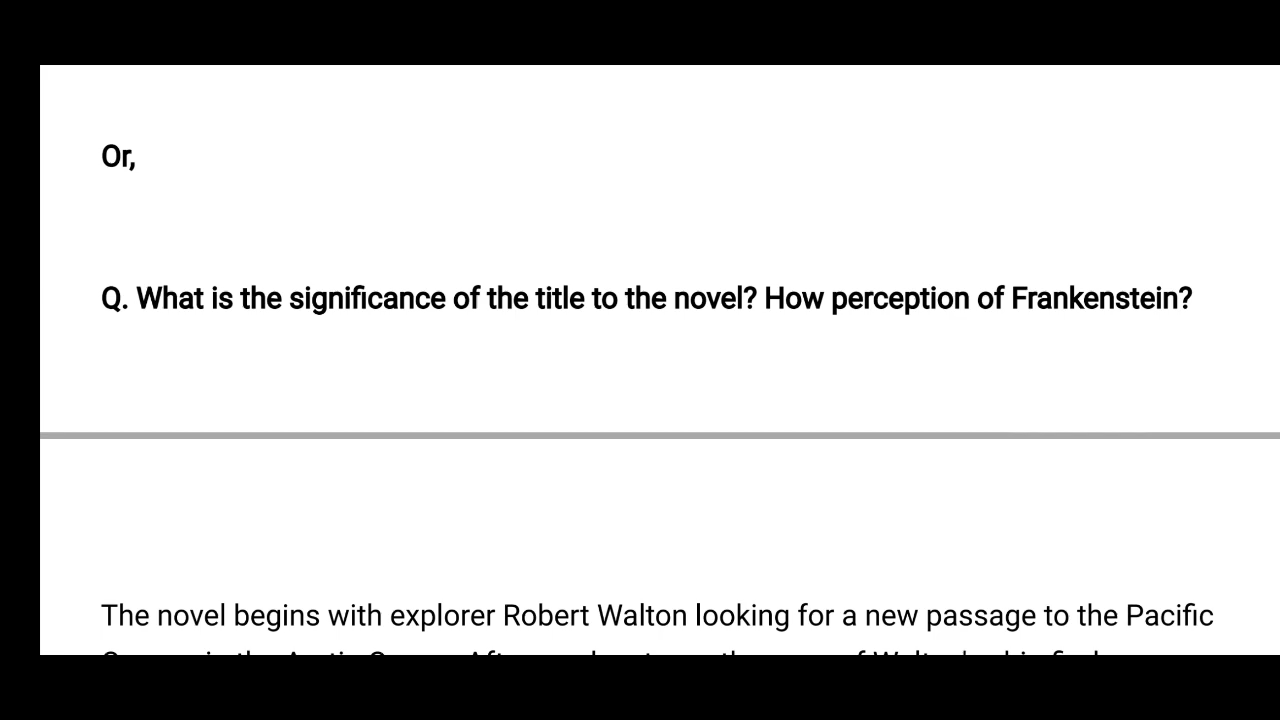 Or,
Q. What is the significance of the title to the novel? How perception of Frankenstein?
The novel begins with explorer Robert Walton looking for a new passage to the Pacific